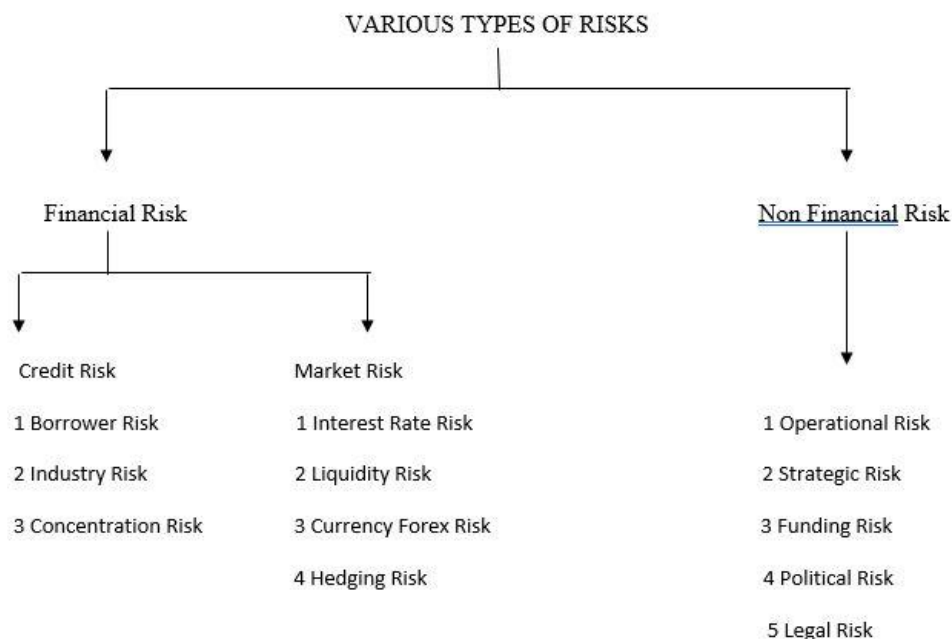 VARIOUS TYPES OF RISKS
Financial Risk
Non Financial Risk
Credit Risk
1 Borrower Risk
2 Industry Risk
3 Concentration Risk
Market Risk
1 Interest Rate Risk
2 Liquidity Risk
3 Currency Forex Risk
4 Hedging Risk
1 Operational Risk
2 Strategic Risk
3 Funding Risk
4 Political Risk
5 Legal Risk